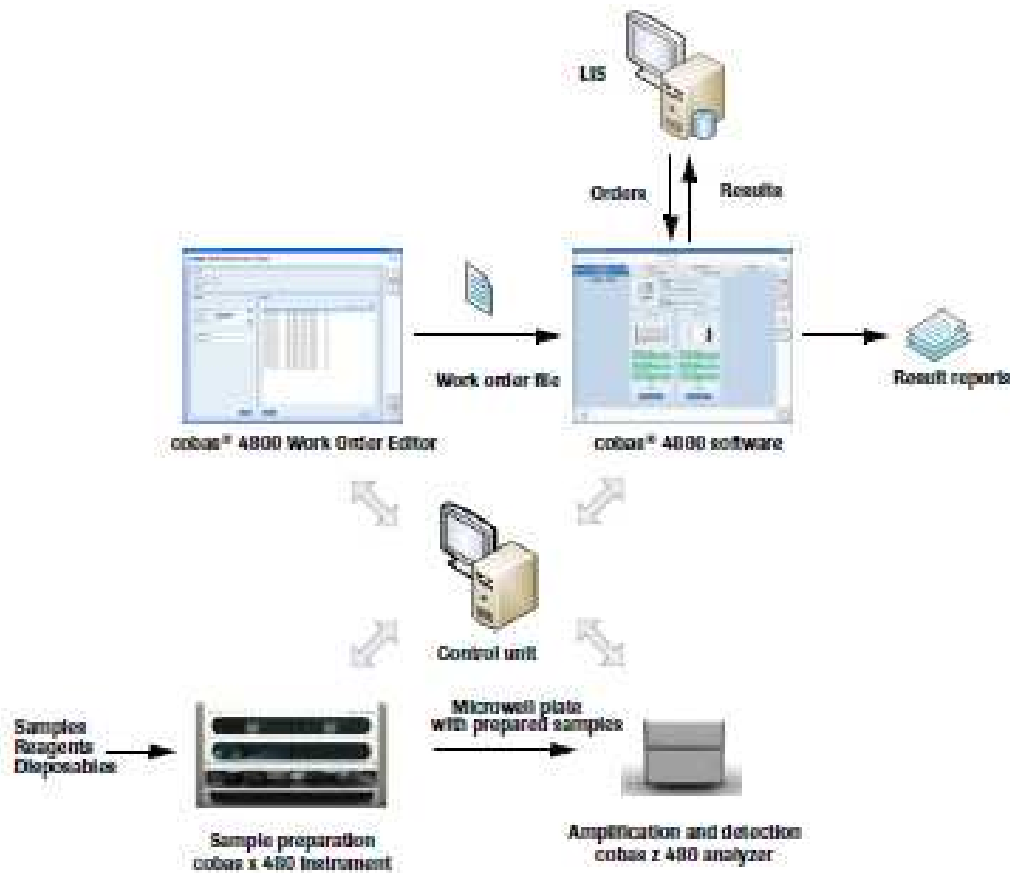 LIS
Orders
Results
Work order file
Result reports
cobas® 4800 Work Order Editor
cobas® 4800 software
Control unit
Samples
Reagents
Disposables
Microwell plate
with prepared samples
Sample preparation
cobas x 480 instrument
Amplification and detection
cobas z 480 analyzer